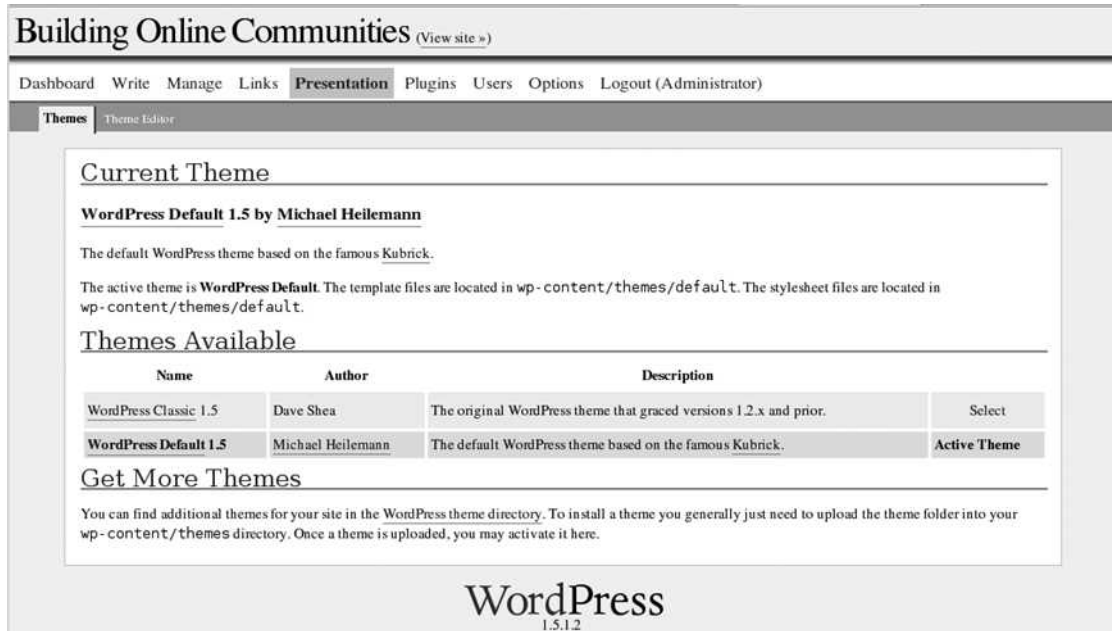 Building Online Communities (View site »)
Dashboard Write Manage Links Presentation Plugins Users Options Logout (Administrator)
Themes Theme Editor
Current Theme
WordPress Default 1.5 by Michael Heilemann
The default WordPress theme based on the famous Kubrick.
The active theme is WordPress Default. The template files are located in wp-content/themes/default. The stylesheet files are located in
wp-content/themes/default.
Themes Available
Name Author Description
WordPress Classic 1.5 Dave Shea The original WordPress theme that graced versions 1.2.x and prior. Select
WordPress Default 1.5 Michael Heilemann The default WordPress theme based on the famous Kubrick. Active Theme
Get More Themes
You can find additional themes for your site in the WordPress theme directory. To install a theme you generally just need to upload the theme folder into your
wp-content/themes directory. Once a theme is uploaded, you may activate it here.
WordPress
1.5.1.2